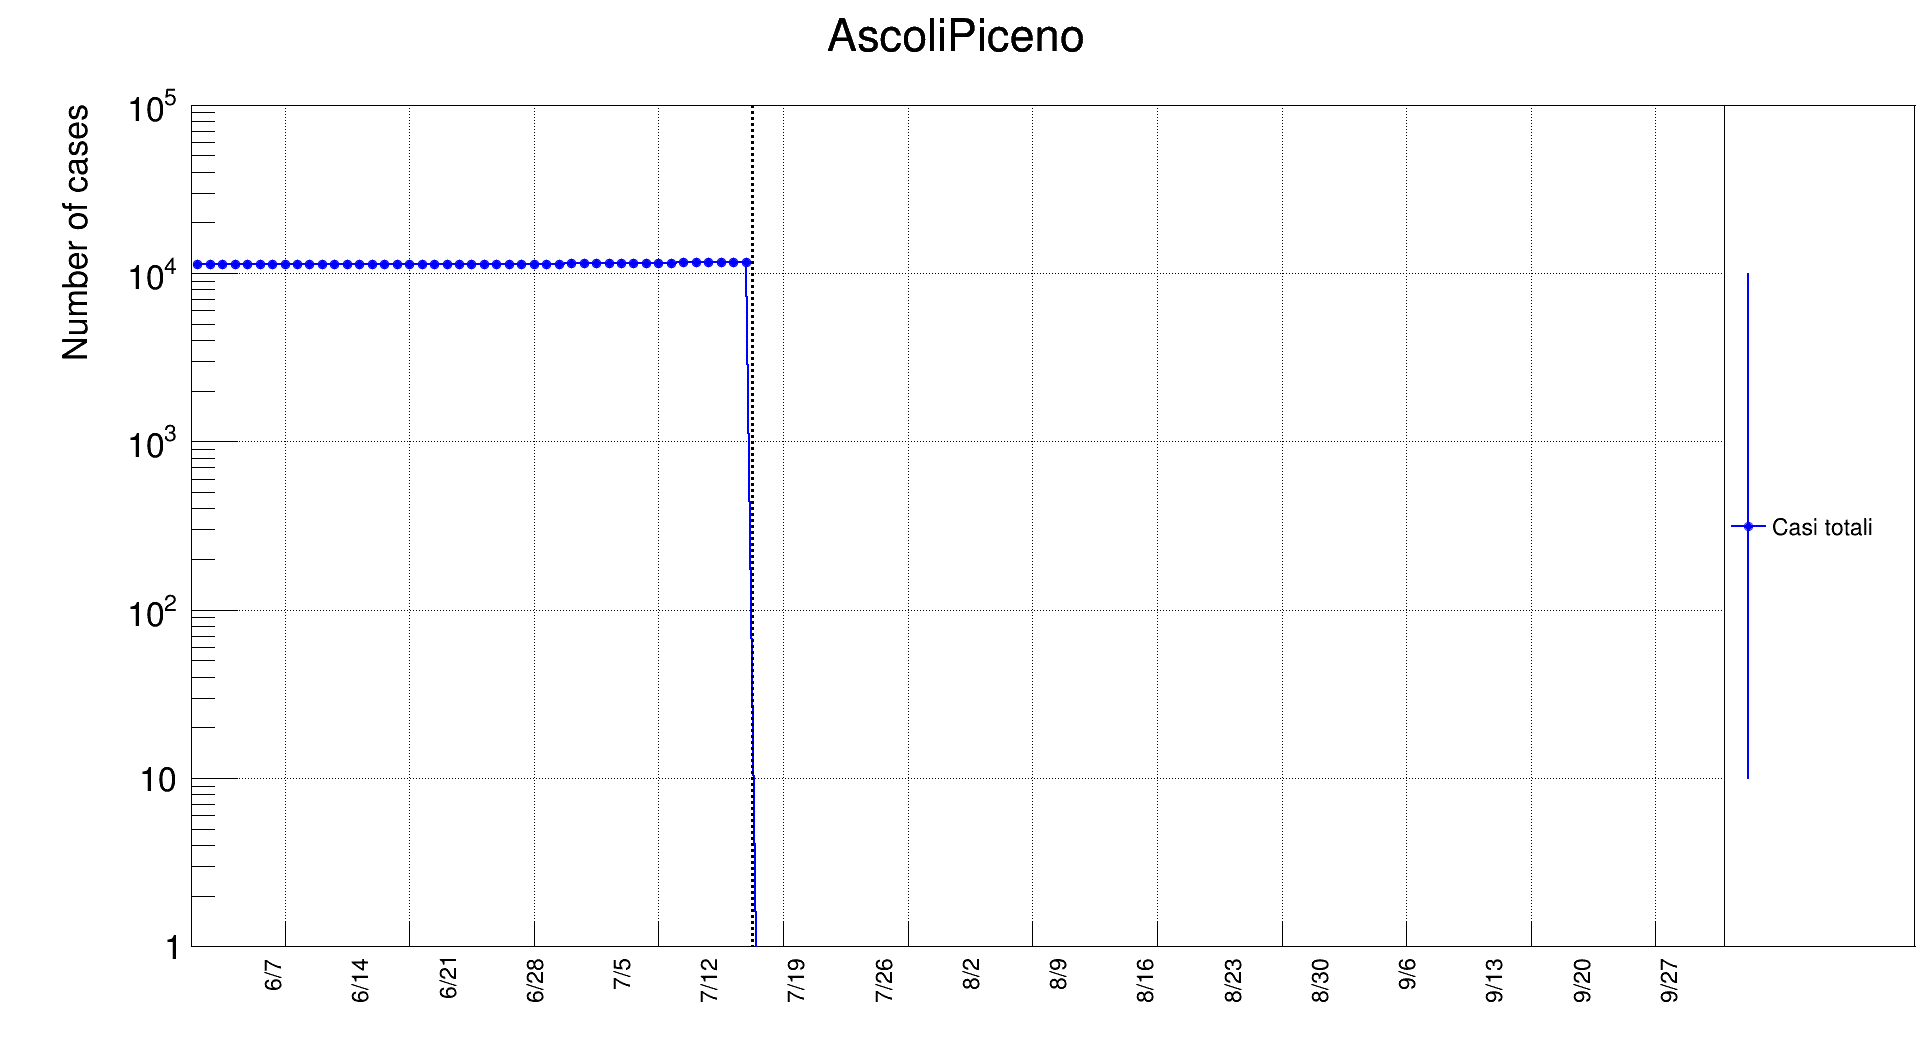 AscoliPiceno
Number of cases
10^5
10^4
10^3
10^2
10
1
6/7 6/14 6/21 6/28 7/5 7/12 7/19 7/26 8/2 8/9 8/16 8/23 8/30 9/6 9/13 9/20 9/27
Casi totali